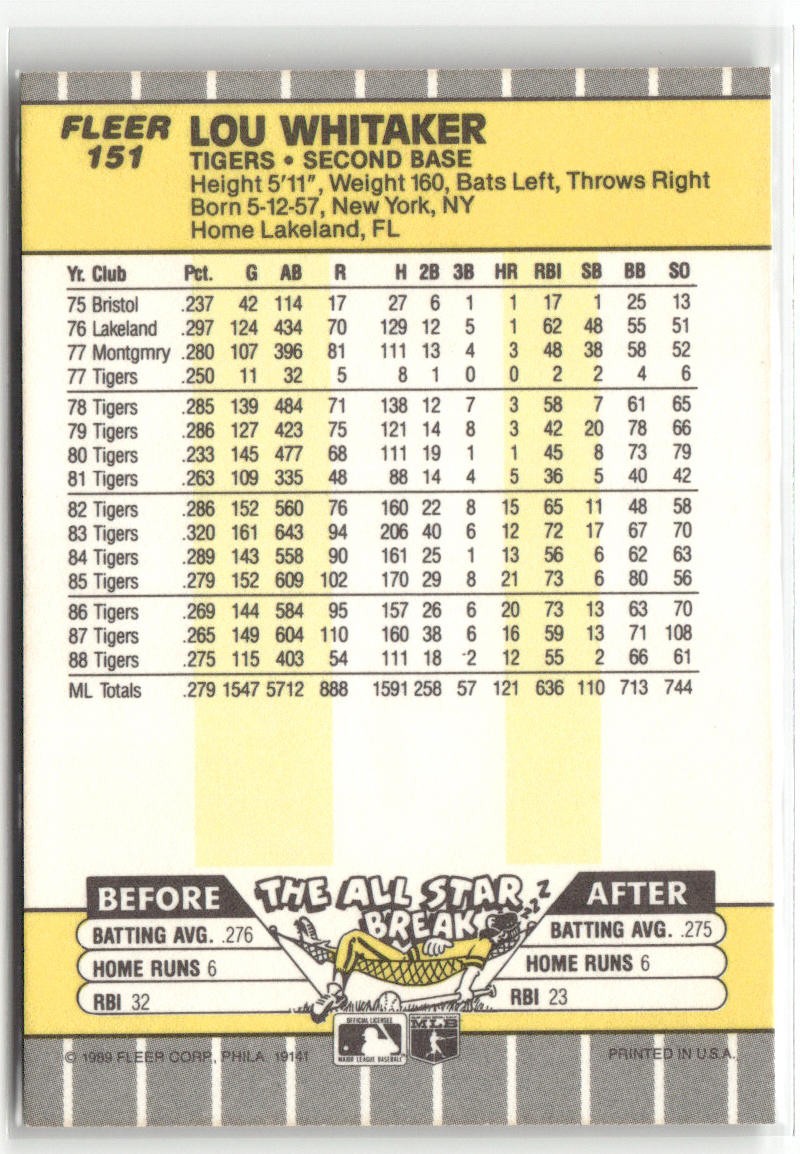 FLEER LOU WHITAKER
151 TIGERS • SECOND BASE
Height 5'11", Weight 160, Bats Left, Throws Right
Born 5-12-57, New York, NY
Home Lakeland, FL
Yr. Club Pct. G AB R H 2B 3B HR RBI SB BB SO
75 Bristol .237 42 114 17 27 6 1 1 17 1 25 13
76 Lakeland .297 124 434 70 129 12 5 1 62 48 55 51
77 Montgmry .280 107 396 81 111 13 4 3 48 38 58 52
77 Tigers .250 11 32 5 8 1 0 0 2 2 4 6
78 Tigers .285 139 484 71 138 12 7 3 58 7 61 65
79 Tigers .286 127 423 75 121 14 8 3 42 20 78 66
80 Tigers .233 145 477 68 111 19 1 1 45 8 73 79
81 Tigers .263 109 335 48 88 14 4 5 36 5 40 42
82 Tigers .286 152 560 76 160 22 8 15 65 11 48 58
83 Tigers .320 161 643 94 206 40 6 12 72 17 67 70
84 Tigers .289 143 558 90 161 25 1 13 56 6 62 63
85 Tigers .279 152 609 102 170 29 8 21 73 6 80 56
86 Tigers .269 144 584 95 157 26 6 20 73 13 63 70
87 Tigers .265 149 604 110 160 38 6 16 59 13 71 108
88 Tigers .275 115 403 54 111 18 2 12 55 2 66 61
ML Totals .279 1547 5712 888 1591 258 57 121 636 110 713 744
BEFORE THE ALL STAR AFTER
BREAK zzZ
BATTING AVG. .276 BATTING AVG. .275
HOME RUNS 6 HOME RUNS 6
RBI 32 RBI 23
OFFICIAL LICENSEE MLB
MAJOR LEAGUE BASEBALL
© 1989 FLEER CORP., PHILA 19141 PRINTED IN U.S.A.